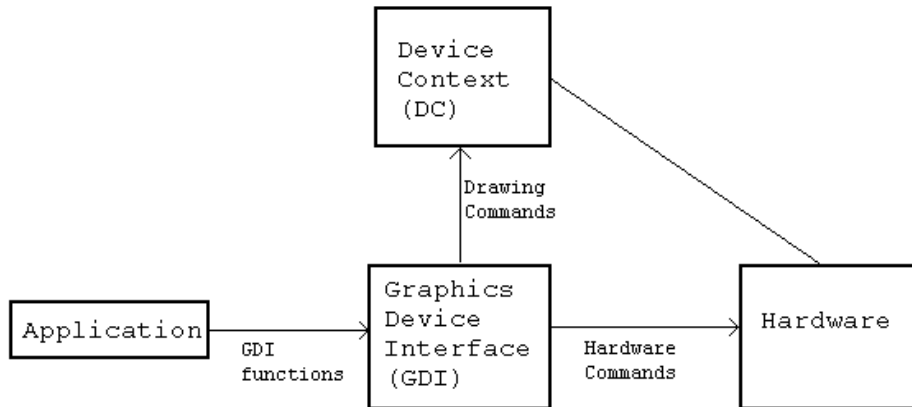 Device
Context
(DC)
Drawing
Commands
Application
GDI
functions
Graphics
Device
Interface
(GDI)
Hardware
Commands
Hardware